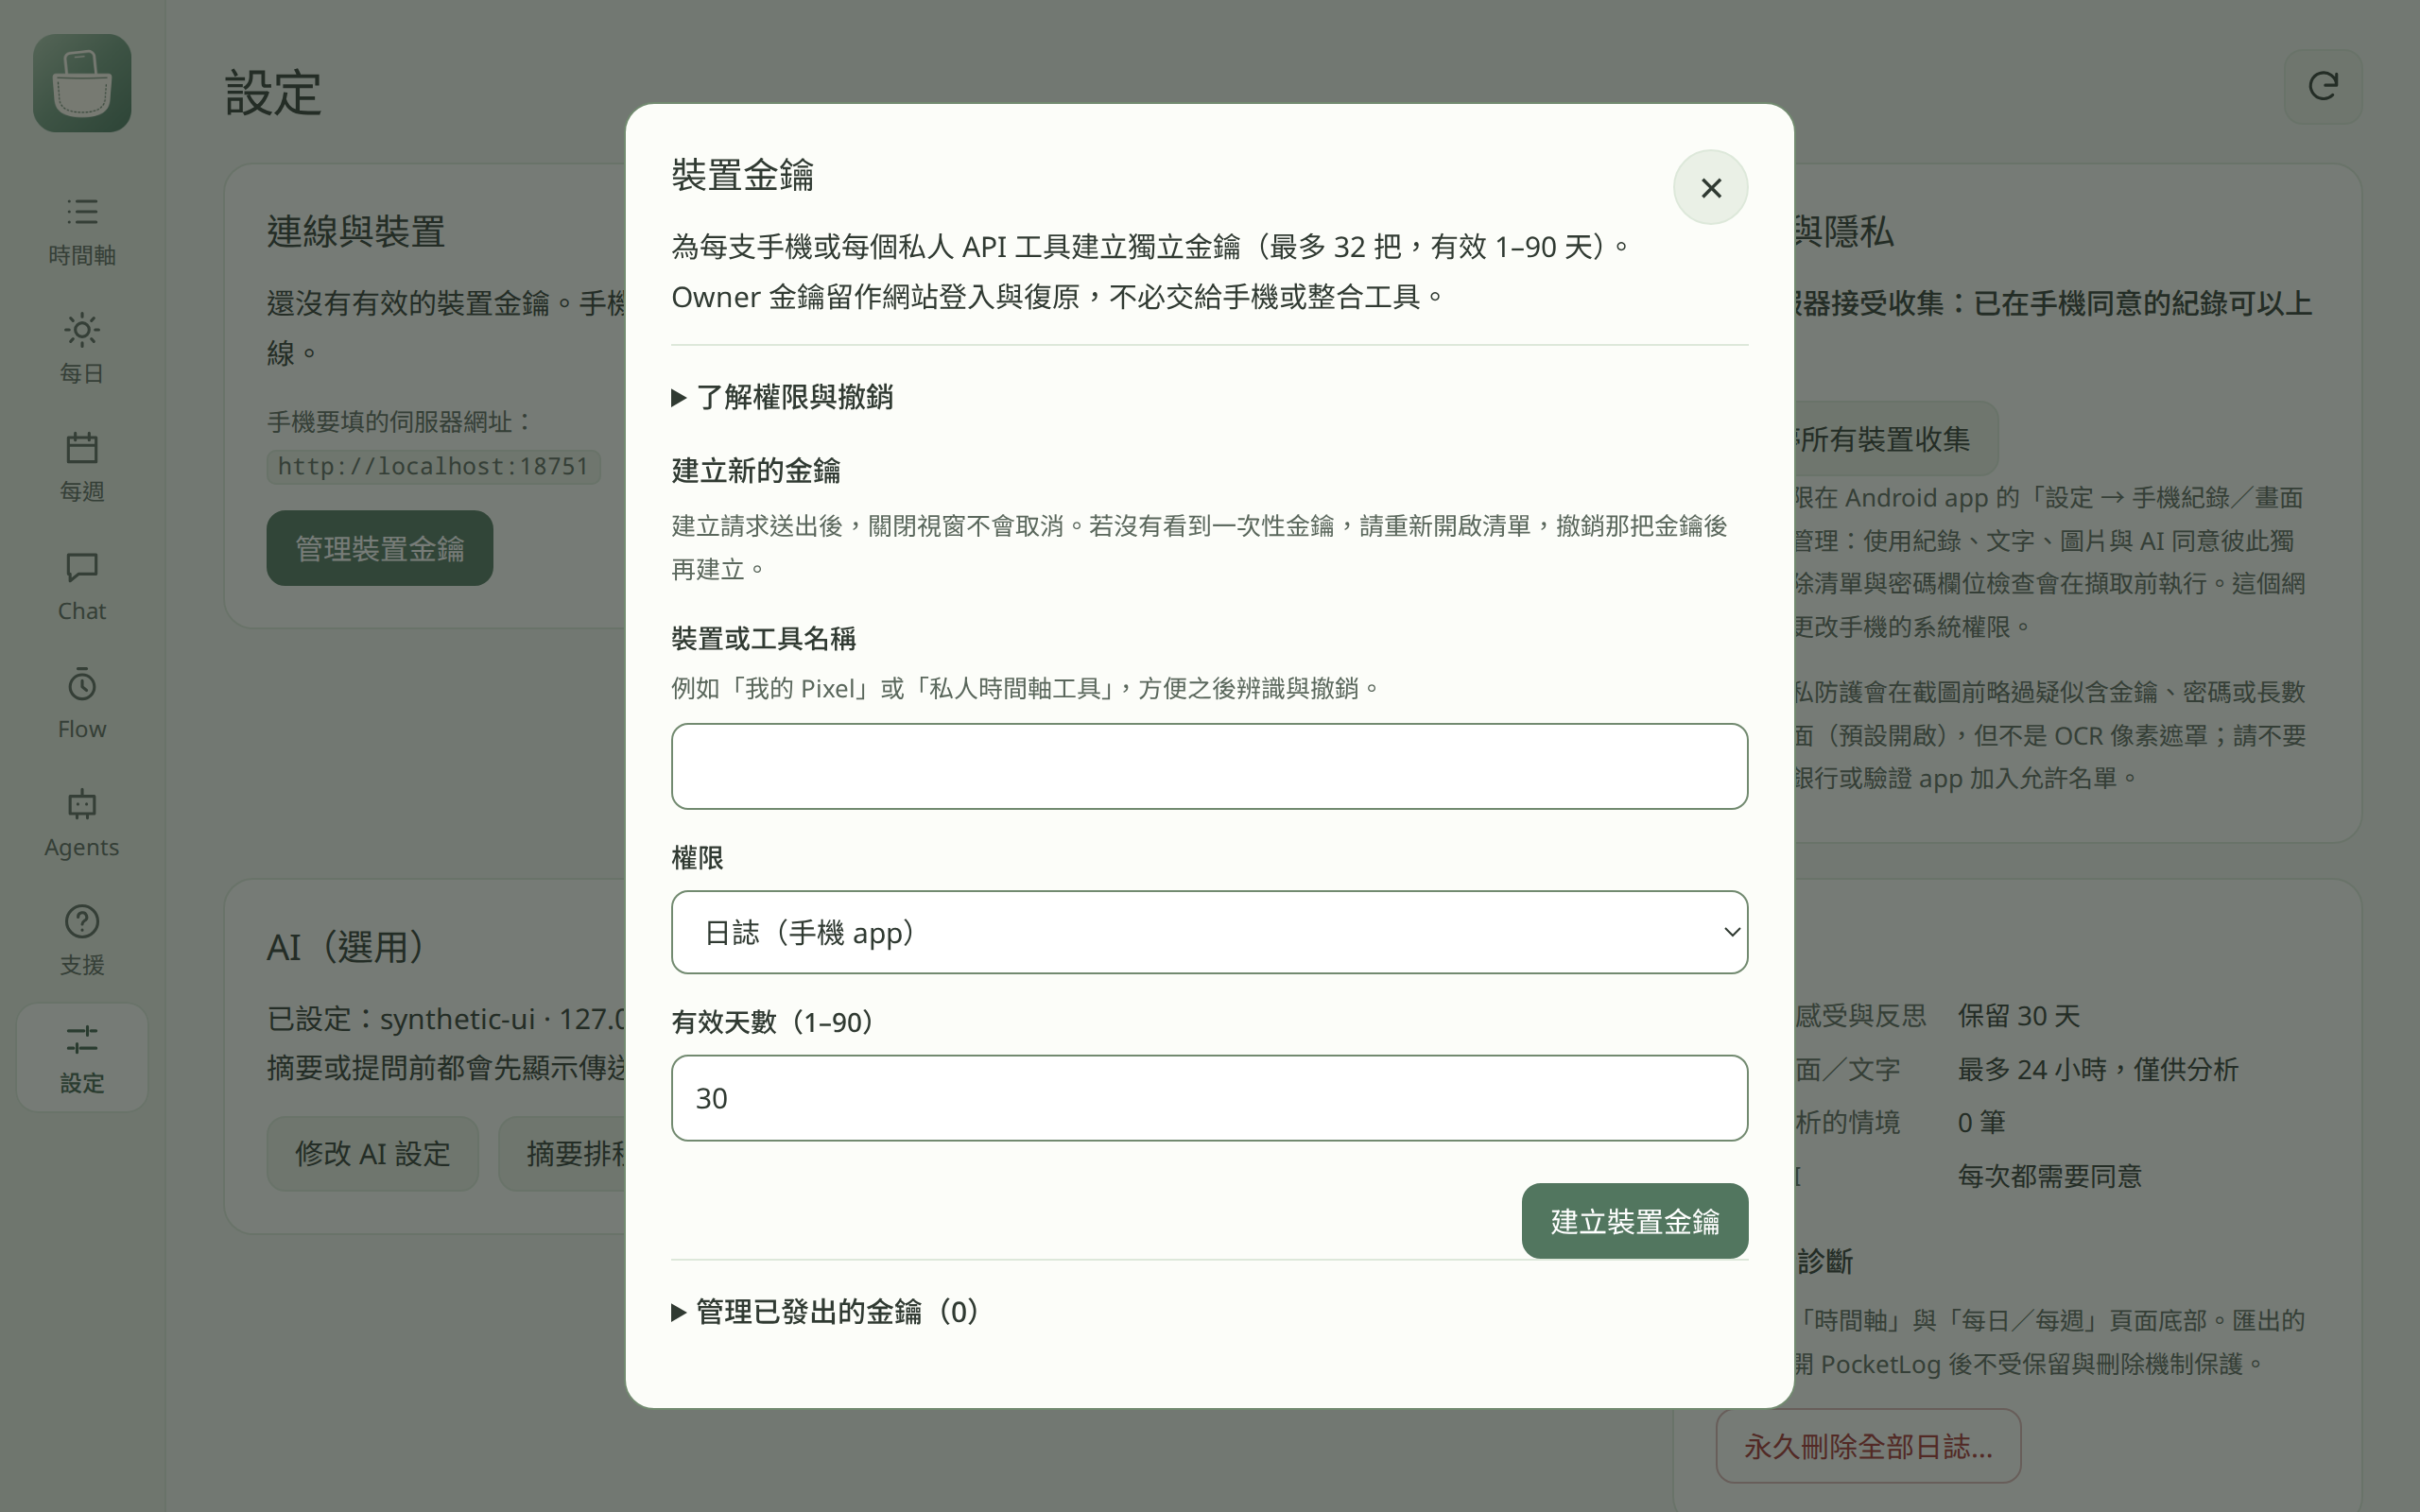 設定
時間軸
每日
每週
Chat
Flow
Agents
支援
設定
連線與裝置
還沒有有效的裝置金鑰。手機
線。
手機要填的伺服器網址：
http://localhost:18751
管理裝置金鑰
AI（選用）
已設定：synthetic-ui · 127.0
摘要或提問前都會先顯示傳送
修改 AI 設定
摘要排程
裝置金鑰
為每支手機或每個私人 API 工具建立獨立金鑰（最多 32 把，有效 1–90 天）。
Owner 金鑰留作網站登入與復原，不必交給手機或整合工具。
了解權限與撤銷
建立新的金鑰
建立請求送出後，關閉視窗不會取消。若沒有看到一次性金鑰，請重新開啟清單，撤銷那把金鑰後
再建立。
裝置或工具名稱
例如「我的 Pixel」或「私人時間軸工具」，方便之後辨識與撤銷。
權限
日誌（手機 app）
有效天數（1–90）
30
建立裝置金鑰
管理已發出的金鑰（0）
與隱私
服器接受收集：已在手機同意的紀錄可以上
所有裝置收集
限在 Android app 的「設定 → 手機紀錄／畫面
管理：使用紀錄、文字、圖片與 AI 同意彼此獨
除清單與密碼欄位檢查會在擷取前執行。這個網
更改手機的系統權限。
私防護會在截圖前略過疑似含金鑰、密碼或長數
面（預設開啟），但不是 OCR 像素遮罩；請不要
銀行或驗證 app 加入允許名單。
感受與反思 保留 30 天
面／文字 最多 24 小時，僅供分析
析的情境 0 筆
每次都需要同意
診斷
「時間軸」與「每日／每週」頁面底部。匯出的
開 PocketLog 後不受保留與刪除機制保護。
永久刪除全部日誌…